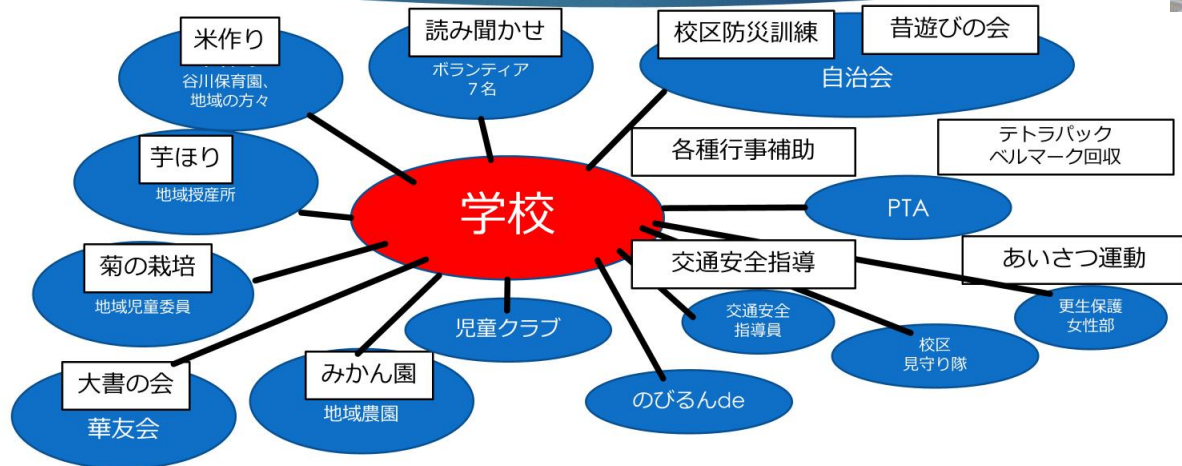 米作り
谷川保育園、
地域の方々
読み聞かせ
ボランティア
７名
校区防災訓練
昔遊びの会
自治会
芋ほり
地域授産所
各種行事補助
テトラパック
ベルマーク回収
学校
PTA
菊の栽培
地域児童委員
交通安全指導
あいさつ運動
児童クラブ
交通安全
指導員
更生保護
女性部
校区
見守り隊
大書の会
華友会
みかん園
地域農園
のびるんde